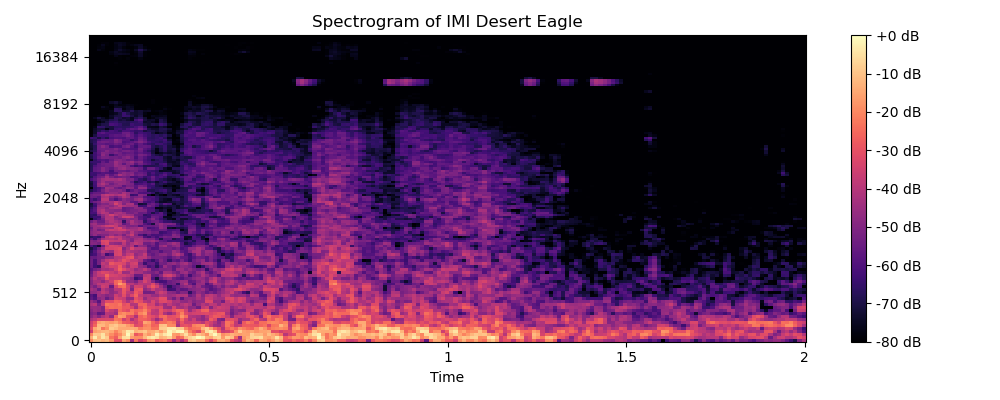 Spectrogram of IMI Desert Eagle
16384
8192
4096
2048
1024
512
0
Hz
0
0.5
1
1.5
2
Time
+0 dB
-10 dB
-20 dB
-30 dB
-40 dB
-50 dB
-60 dB
-70 dB
-80 dB